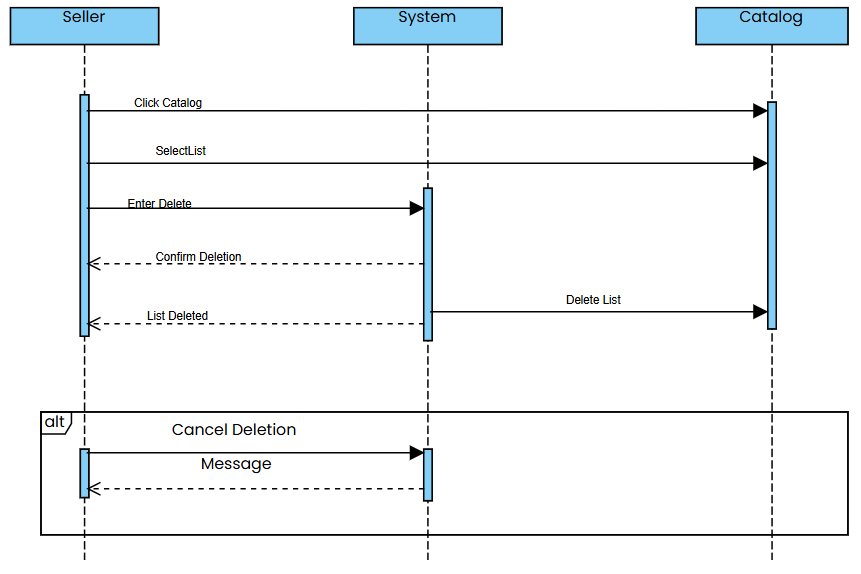 Seller
System
Catalog
Click Catalog
SelectList
Enter Delete
Confirm Deletion
Delete List
List Deleted
alt
Cancel Deletion
Message